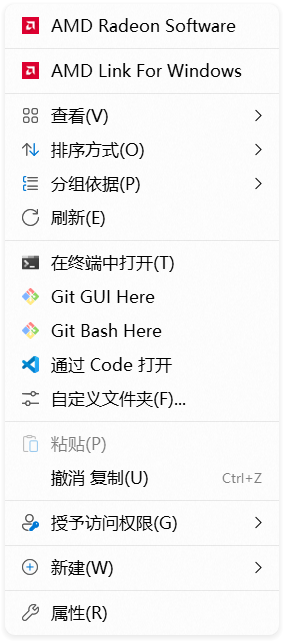 AMD Radeon Software
AMD Link For Windows
查看(V)
排序方式(O)
分组依据(P)
刷新(E)
在终端中打开(T)
Git GUI Here
Git Bash Here
通过 Code 打开
自定义文件夹(F)...
粘贴(P)
撤消 复制(U) Ctrl+Z
授予访问权限(G)
新建(W)
属性(R)